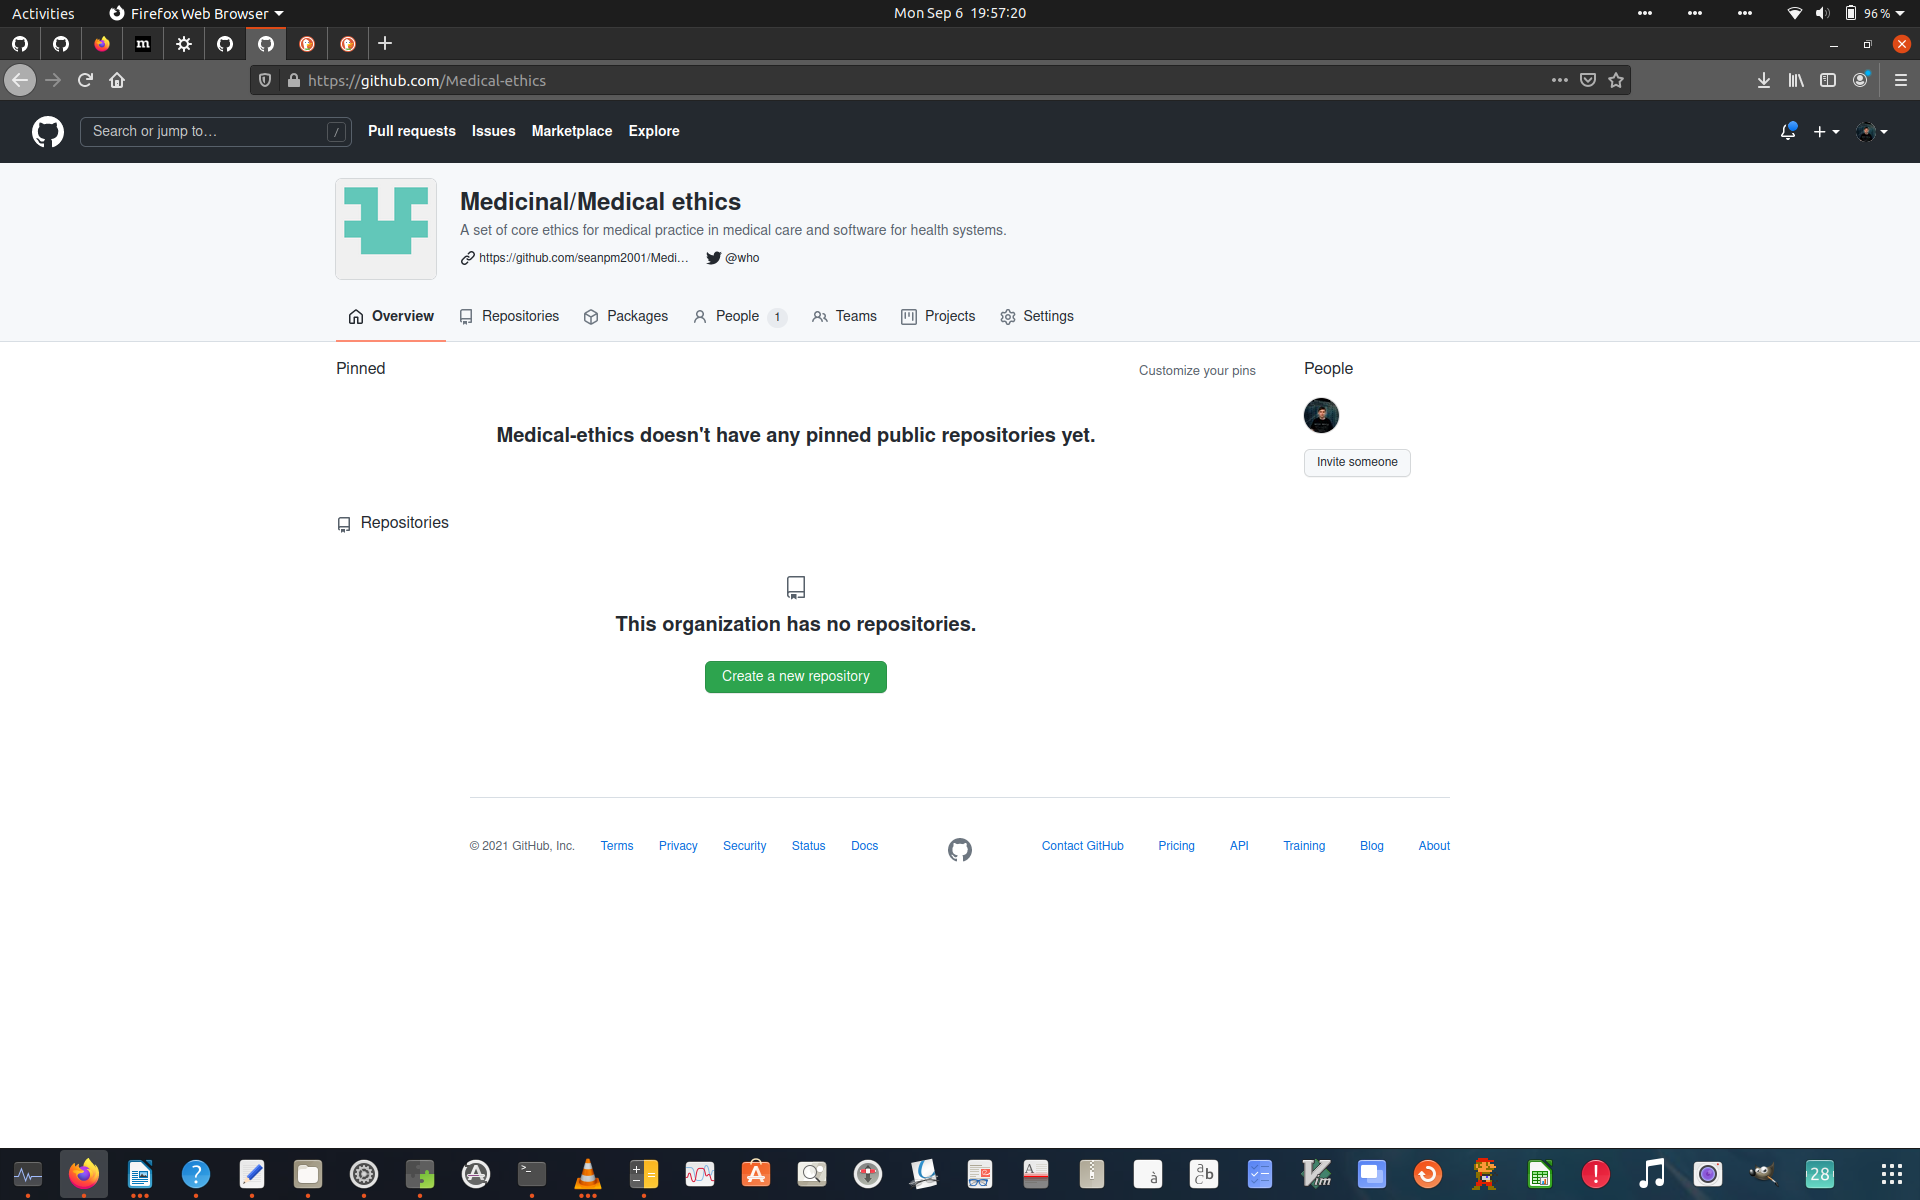 Activities
Firefox Web Browser
Mon Sep 6 19:57:20
96 %
m
https://github.com/Medical-ethics
Search or jump to…
/
Pull requests
Issues
Marketplace
Explore
Medicinal/Medical ethics
A set of core ethics for medical practice in medical care and software for health systems.
https://github.com/seanpm2001/Medi…
@who
Overview
Repositories
Packages
People 1
Teams
Projects
Settings
Pinned
Customize your pins
Medical-ethics doesn't have any pinned public repositories yet.
People
Invite someone
Repositories
This organization has no repositories.
Create a new repository
© 2021 GitHub, Inc.
Terms
Privacy
Security
Status
Docs
Contact GitHub
Pricing
API
Training
Blog
About
28